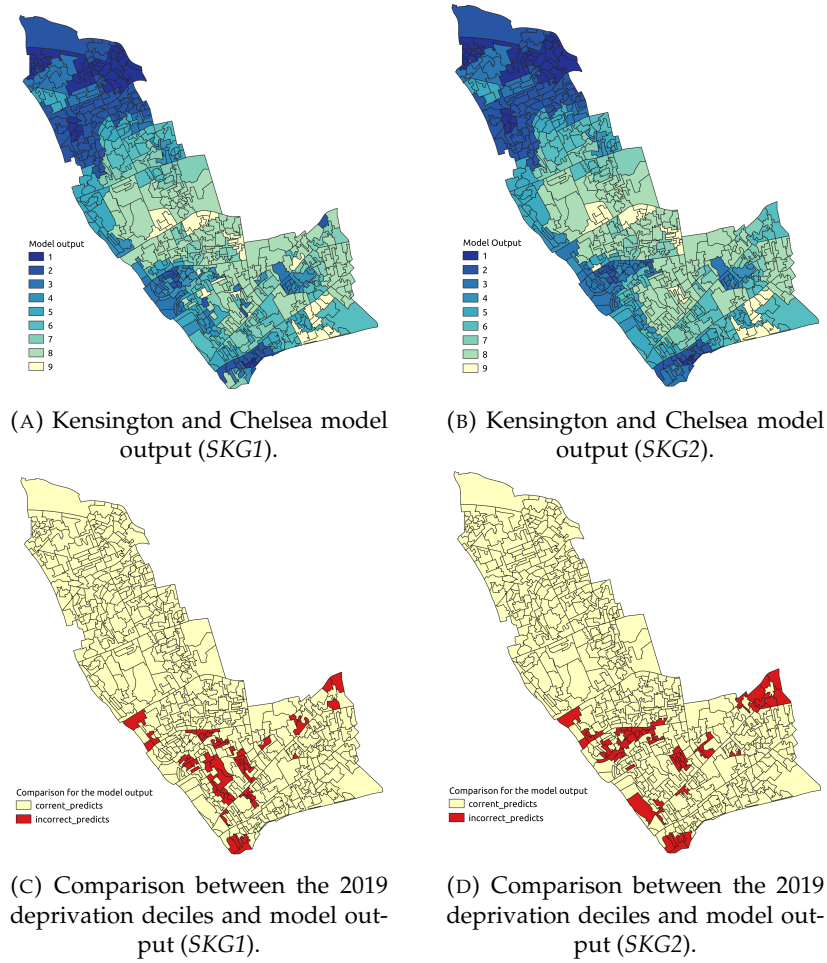 Model output
1
2
3
4
5
6
7
8
9
Model Output
1
2
3
4
5
6
7
8
9
(A) Kensington and Chelsea model
output (SKG1).
(B) Kensington and Chelsea model
output (SKG2).
Comparison for the model output
corrent_predicts
incorrect_predicts
Comparison for the model output
corrent_predicts
incorrect_predicts
(C) Comparison between the 2019
deprivation deciles and model out-
put (SKG1).
(D) Comparison between the 2019
deprivation deciles and model out-
put (SKG2).